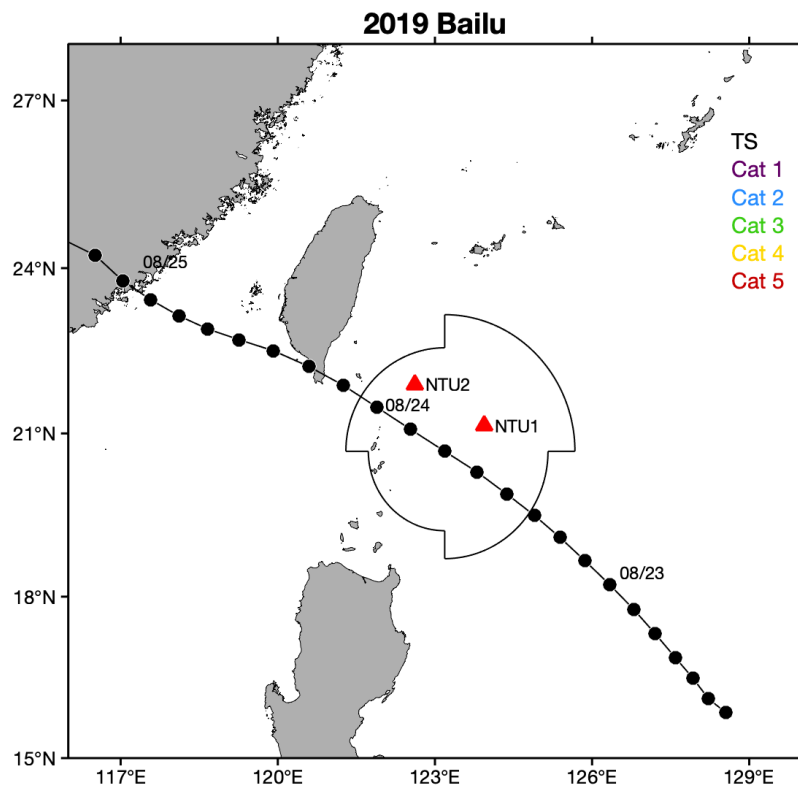 2019 Bailu
27°N
TS
Cat 1
Cat 2
Cat 3
Cat 4
Cat 5
24°N
08/25
NTU2
08/24
NTU1
21°N
08/23
18°N
15°N
117°E
120°E
123°E
126°E
129°E